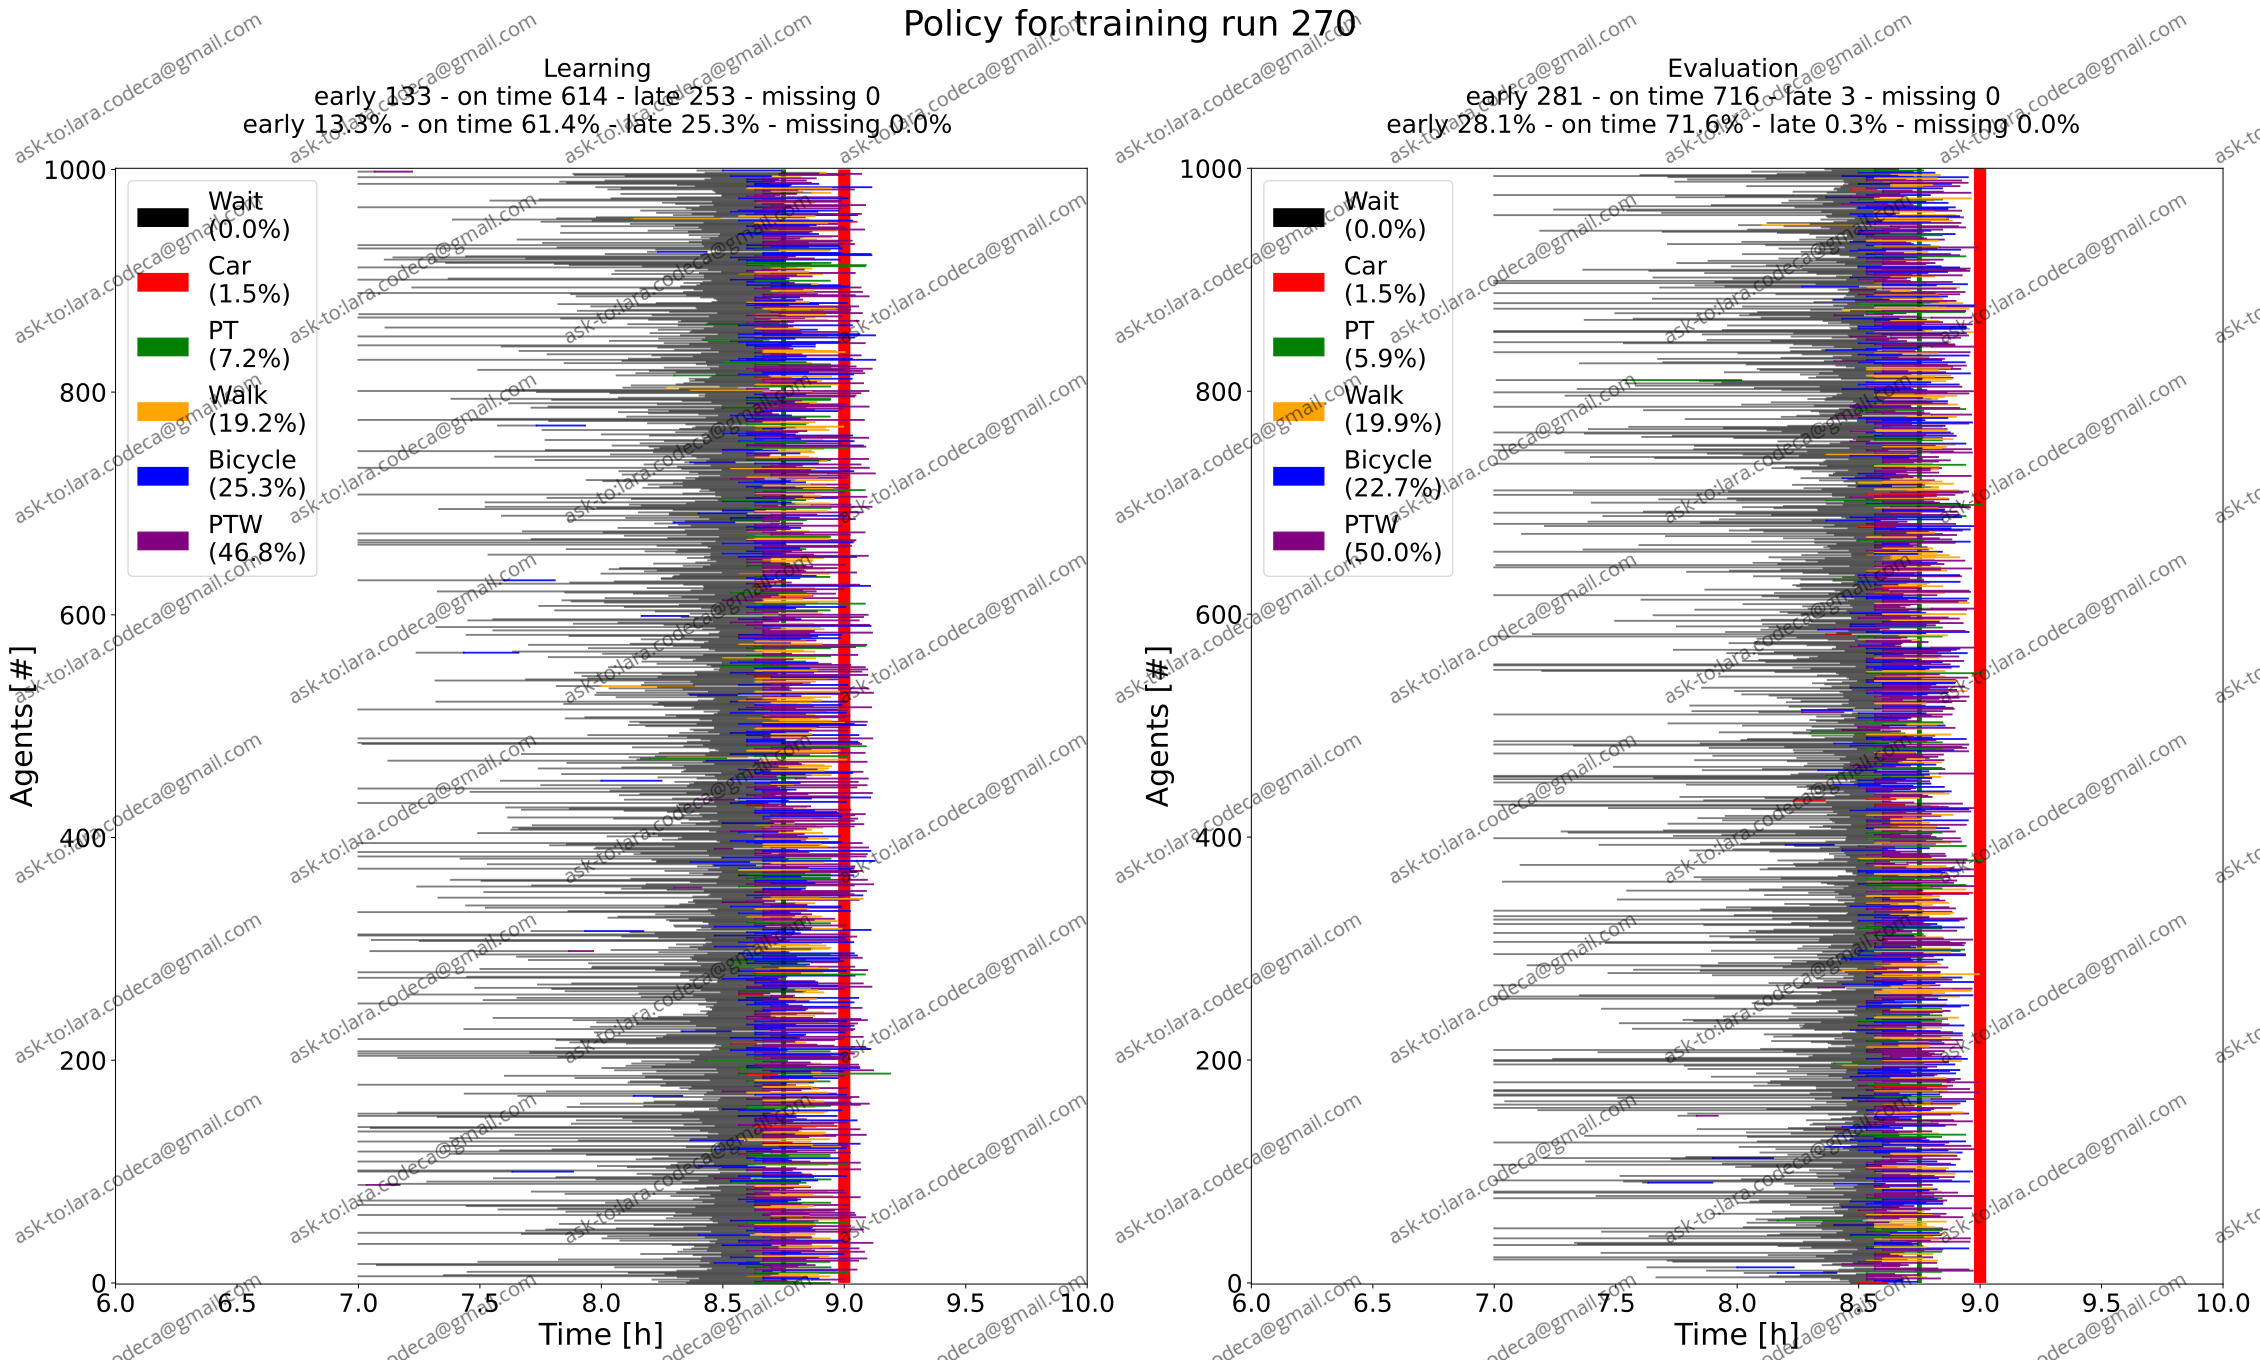 Policy for training run 270
Learning
early 133 - on time 614 - late 253 - missing 0
early 13.3% - on time 61.4% - late 25.3% - missing 0.0%
Wait
(0.0%)
Car
(1.5%)
PT
(7.2%)
Walk
(19.2%)
Bicycle
(25.3%)
PTW
(46.8%)
1000
800
600
400
200
0
Agents [#]
6.0 6.5 7.0 7.5 8.0 8.5 9.0 9.5 10.0
Time [h]
Evaluation
early 281 - on time 716 - late 3 - missing 0
early 28.1% - on time 71.6% - late 0.3% - missing 0.0%
Wait
(0.0%)
Car
(1.5%)
PT
(5.9%)
Walk
(19.9%)
Bicycle
(22.7%)
PTW
(50.0%)
1000
800
600
400
200
0
Agents [#]
6.0 6.5 7.0 7.5 8.0 8.5 9.0 9.5 10.0
Time [h]
ask-to:lara.codeca@gmail.com